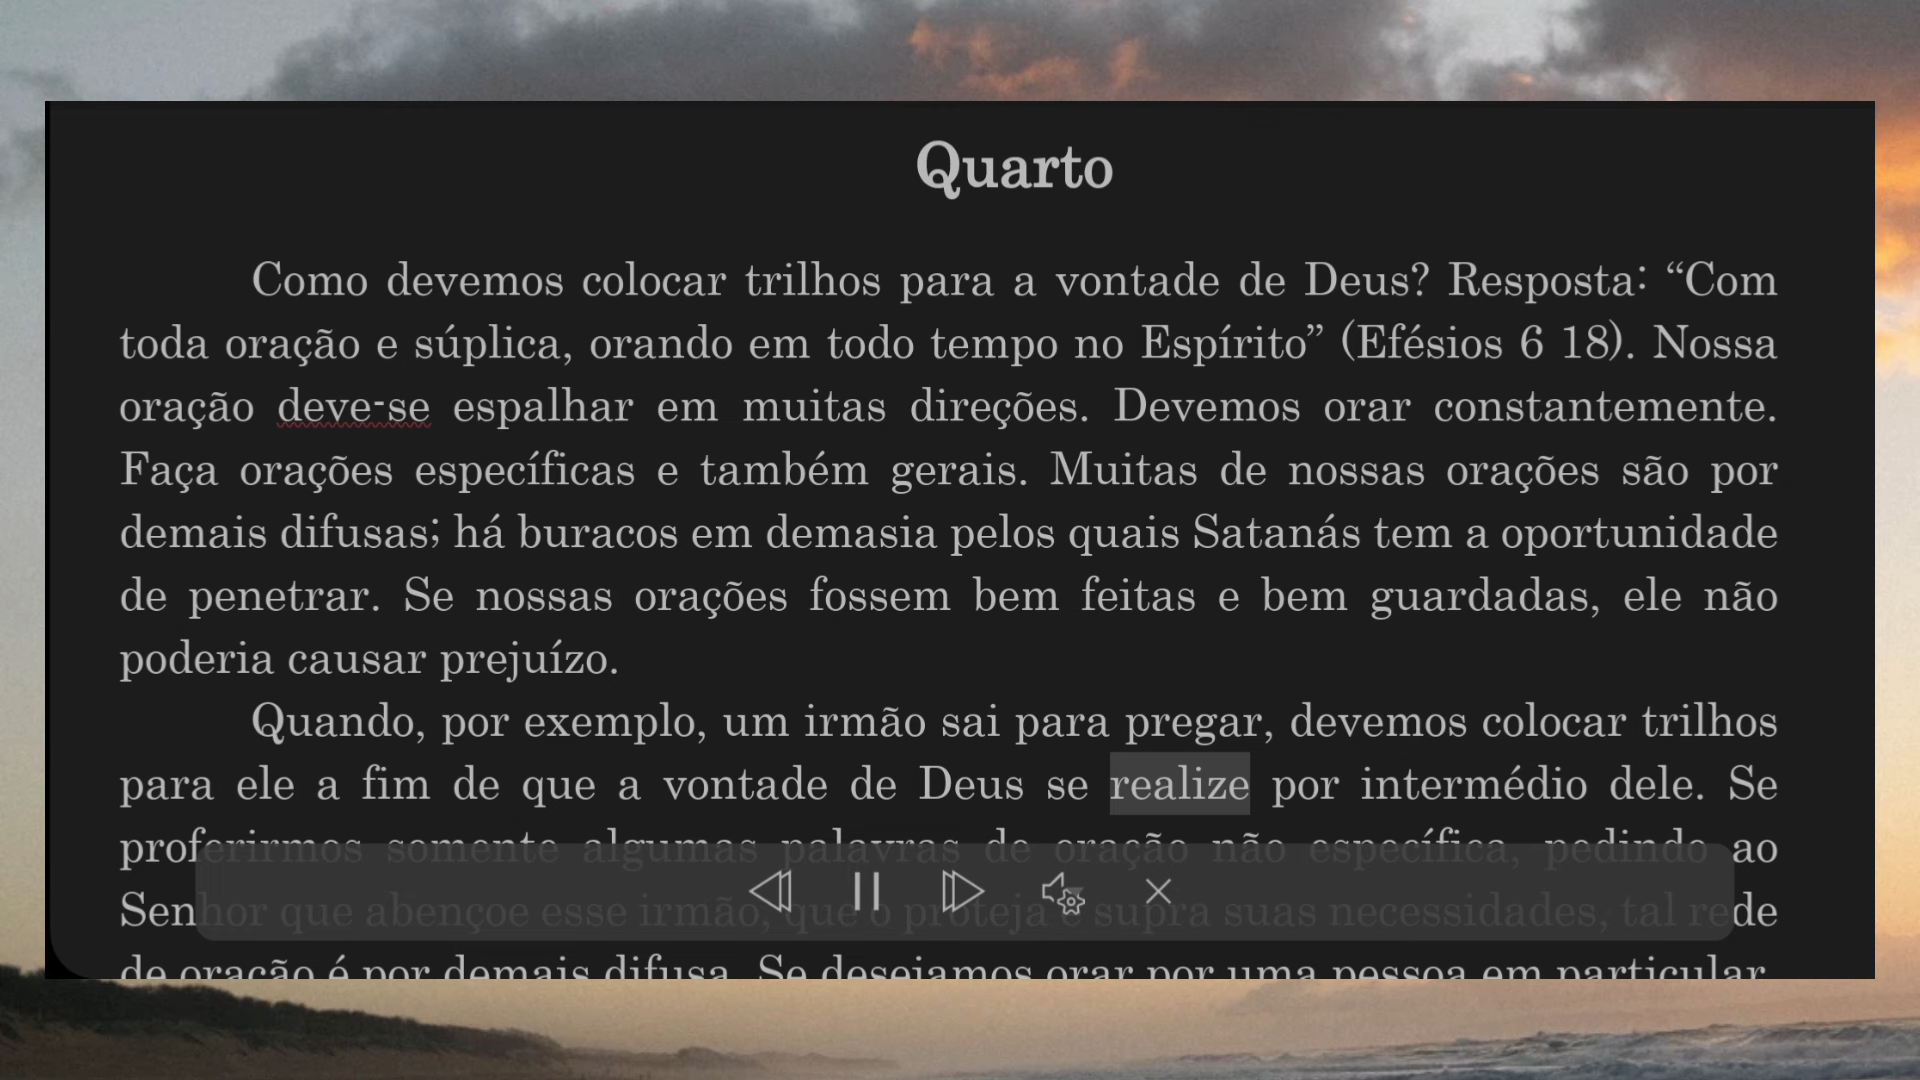 Quarto
Como devemos colocar trilhos para a vontade de Deus? Resposta: “Com
toda oração e súplica, orando em todo tempo no Espírito” (Efésios 6 18). Nossa
oração deve-se espalhar em muitas direções. Devemos orar constantemente.
Faça orações específicas e também gerais. Muitas de nossas orações são por
demais difusas; há buracos em demasia pelos quais Satanás tem a oportunidade
de penetrar. Se nossas orações fossem bem feitas e bem guardadas, ele não
poderia causar prejuízo.
Quando, por exemplo, um irmão sai para pregar, devemos colocar trilhos
para ele a fim de que a vontade de Deus se realize por intermédio dele. Se
proferirmos somente algumas palavras de oração não específica, pedindo ao
Senhor que abençoe esse irmão, que o proteja e supra suas necessidades, tal rede
de oração é por demais difusa. Se desejamos orar por uma pessoa em particular,